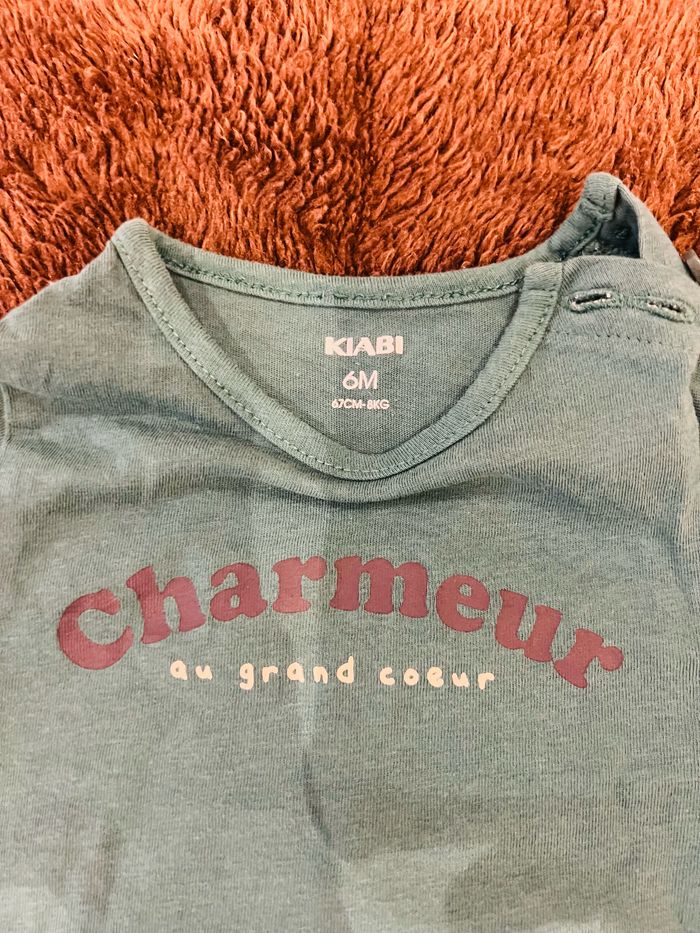 KIABI
6M
67CM-8KG
Charmeur
au grand coeur